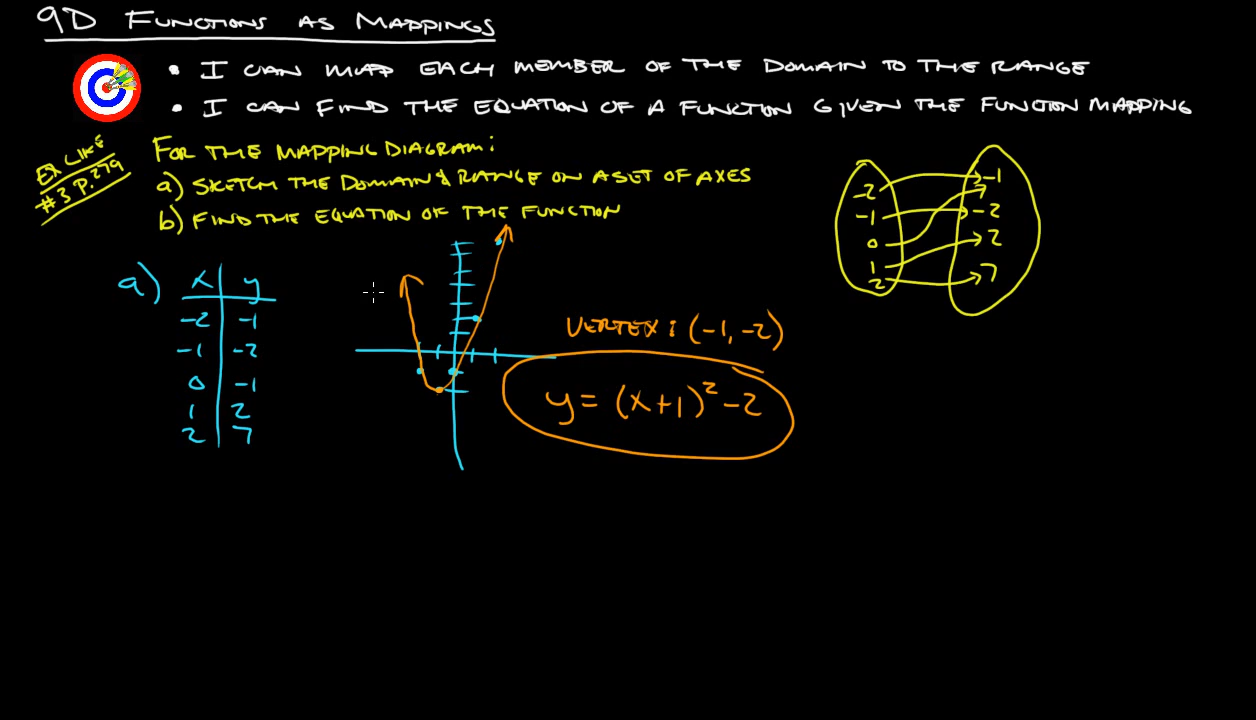 9D FUNCTIONS AS MAPPINGS
• I CAN MAP EACH MEMBER OF THE DOMAIN TO THE RANGE
• I CAN FIND THE EQUATION OF A FUNCTION GIVEN THE FUNCTION MAPPING
EX LIKE
#3 P.279
FOR THE MAPPING DIAGRAM:
a) SKETCH THE DOMAIN & RANGE ON A SET OF AXES
b) FIND THE EQUATION OF THE FUNCTION
-2 -1
-1 -2
0 2
1 7
2
a) x y
-2 -1
-1 -2
0 -1
1 2
2 7
VERTEX: (-1, -2)
y = (x+1)² - 2